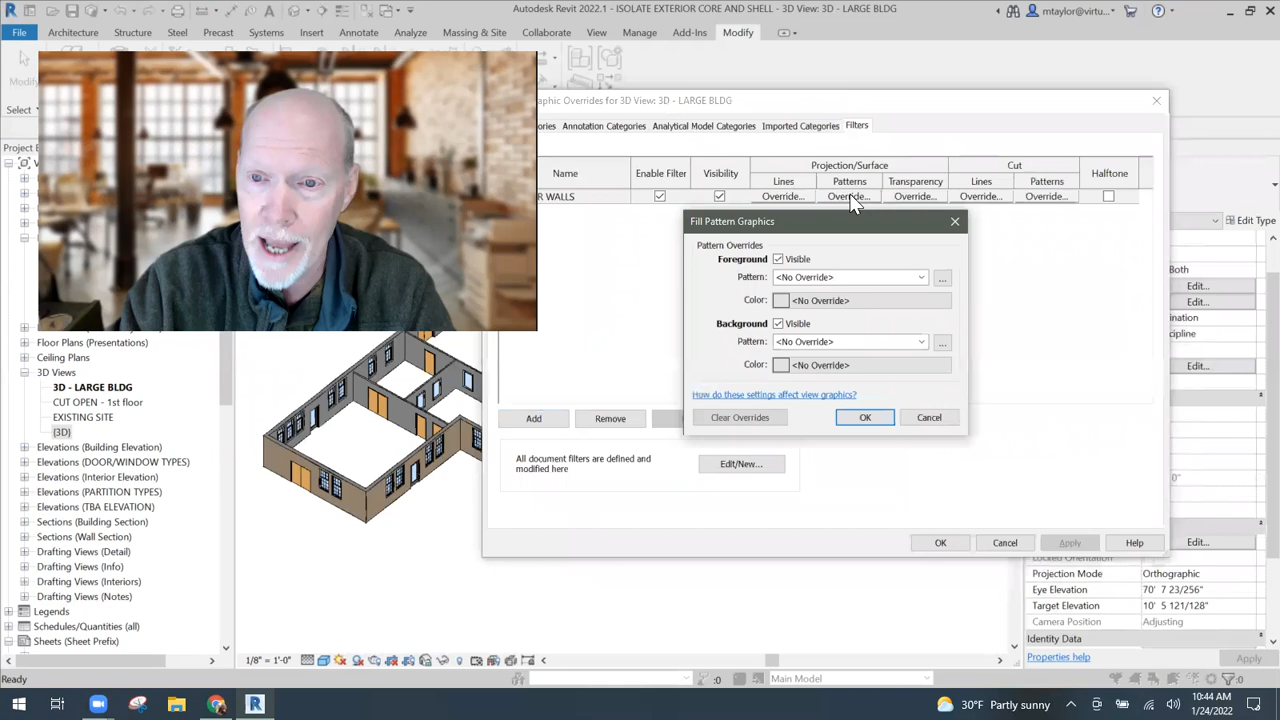 Autodesk Revit 2022.1 - ISOLATE EXTERIOR CORE AND SHELL - 3D View: 3D - LARGE BLDG
mtaylor@virtu...
File Architecture Structure Steel Precast Systems Insert Annotate Analyze Massing & Site Collaborate View Manage Add-Ins Modify
Modify
Select
Project B
aphic Overrides for 3D View: 3D - LARGE BLDG
ories Annotation Categories Analytical Model Categories Imported Categories Filters
Name Enable Filter Visibility Projection/Surface Cut Halftone
Lines Patterns Transparency Lines Patterns
R WALLS Override... Override... Override... Override... Override...
Fill Pattern Graphics
Pattern Overrides
Foreground Visible
Pattern: <No Override> ...
Color: <No Override>
Background Visible
Pattern: <No Override> ...
Color: <No Override>
How do these settings affect view graphics?
Clear Overrides OK Cancel
Add Remove
All document filters are defined and
modified here
Edit/New...
OK Cancel Apply Help
Edit Type
Both
Edit...
Edit...
ination
cipline
Edit...
Edit...
Locked Orientation
Projection Mode Orthographic
Eye Elevation 70' 7 23/256"
Target Elevation 10' 5 121/128"
Camera Position Adjusting
Identity Data
Properties help Apply
Floor Plans (Presentations)
Ceiling Plans
3D Views
3D - LARGE BLDG
CUT OPEN - 1st floor
EXISTING SITE
{3D}
Elevations (Building Elevation)
Elevations (DOOR/WINDOW TYPES)
Elevations (Interior Elevation)
Elevations (PARTITION TYPES)
Elevations (TBA ELEVATION)
Sections (Building Section)
Sections (Wall Section)
Drafting Views (Detail)
Drafting Views (Info)
Drafting Views (Interiors)
Drafting Views (Notes)
Legends
Schedules/Quantities (all)
Sheets (Sheet Prefix)
1/8" = 1'-0"
Ready
:0
Main Model
:0
30°F Partly sunny
10:44 AM
1/24/2022